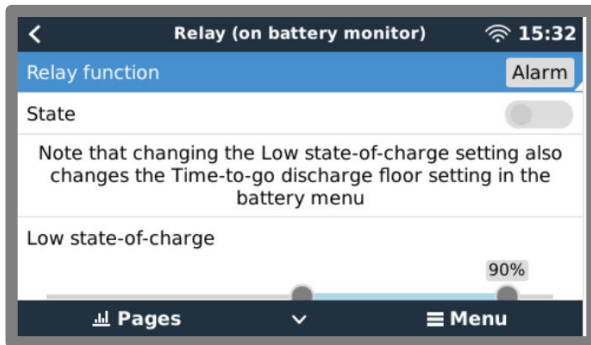 Relay (on battery monitor) 15:32
Relay function Alarm
State
Note that changing the Low state-of-charge setting also
changes the Time-to-go discharge floor setting in the
battery menu
Low state-of-charge
90%
Pages Menu